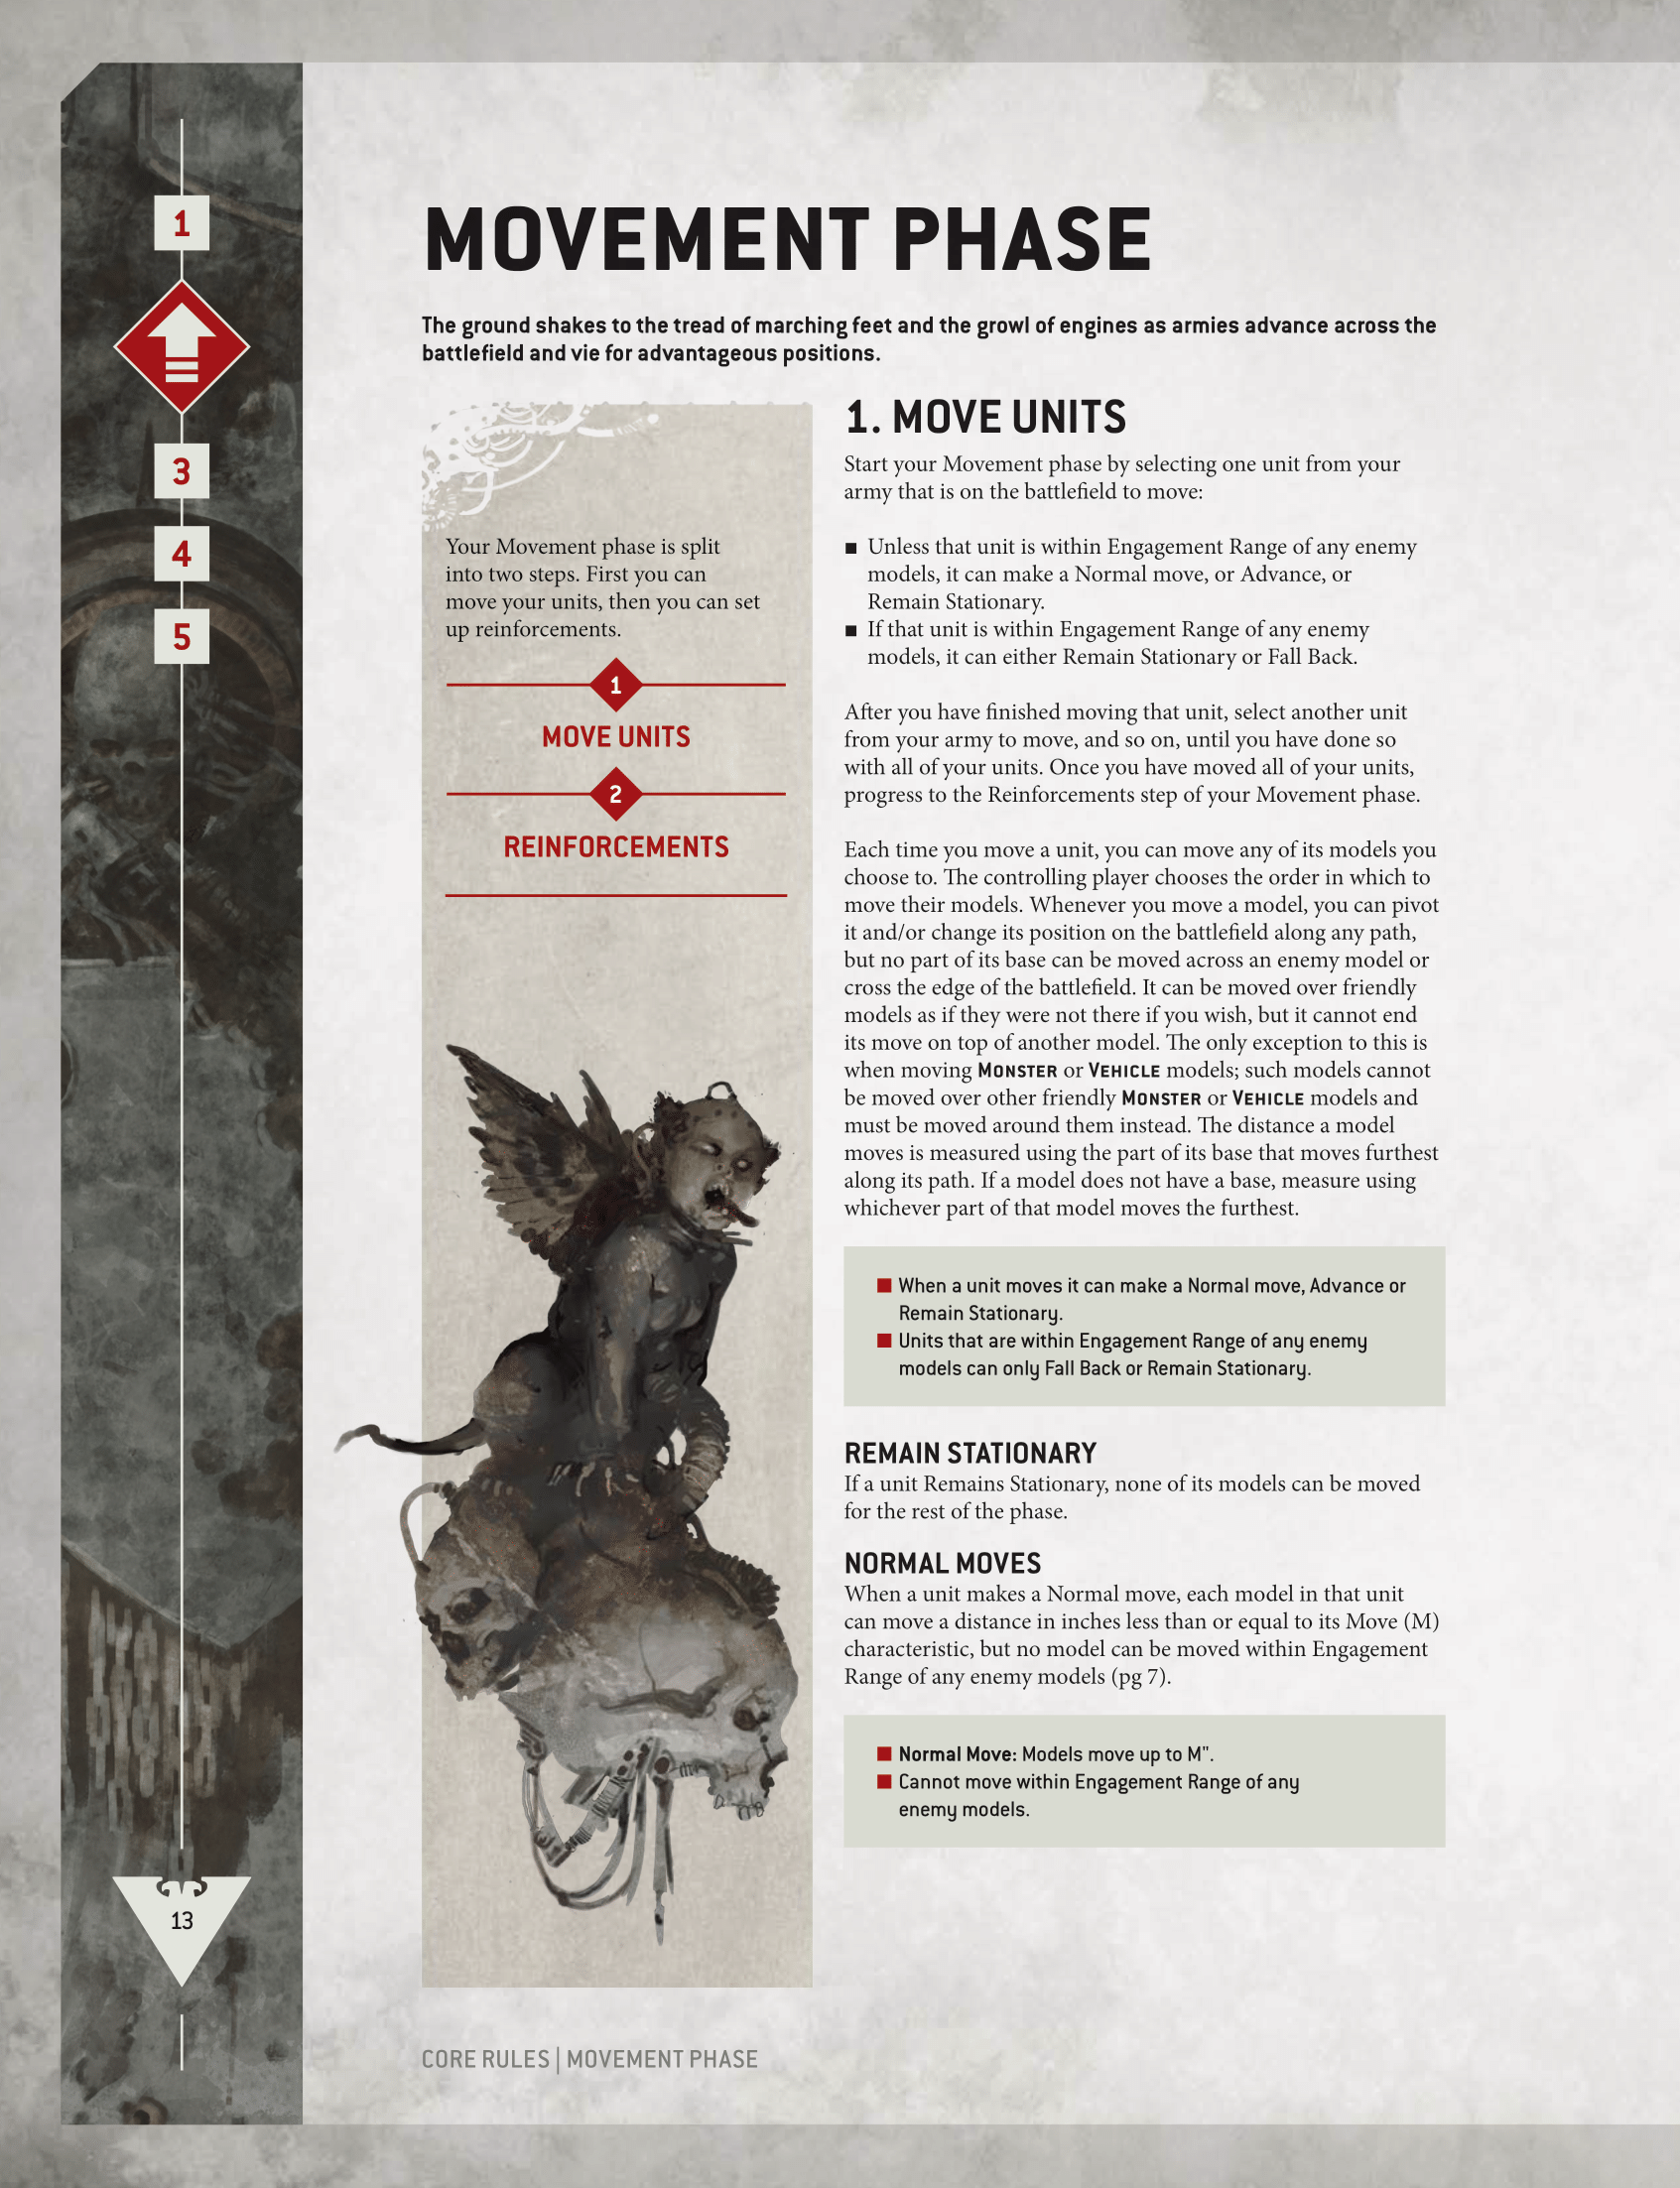 1
3
4
5
MOVEMENT PHASE
The ground shakes to the tread of marching feet and the growl of engines as armies advance across the
battlefield and vie for advantageous positions.
Your Movement phase is split
into two steps. First you can
move your units, then you can set
up reinforcements.
1
MOVE UNITS
2
REINFORCEMENTS
1. MOVE UNITS
Start your Movement phase by selecting one unit from your
army that is on the battlefield to move:
■ Unless that unit is within Engagement Range of any enemy
models, it can make a Normal move, or Advance, or
Remain Stationary.
■ If that unit is within Engagement Range of any enemy
models, it can either Remain Stationary or Fall Back.
After you have finished moving that unit, select another unit
from your army to move, and so on, until you have done so
with all of your units. Once you have moved all of your units,
progress to the Reinforcements step of your Movement phase.
Each time you move a unit, you can move any of its models you
choose to. The controlling player chooses the order in which to
move their models. Whenever you move a model, you can pivot
it and/or change its position on the battlefield along any path,
but no part of its base can be moved across an enemy model or
cross the edge of the battlefield. It can be moved over friendly
models as if they were not there if you wish, but it cannot end
its move on top of another model. The only exception to this is
when moving MONSTER or VEHICLE models; such models cannot
be moved over other friendly MONSTER or VEHICLE models and
must be moved around them instead. The distance a model
moves is measured using the part of its base that moves furthest
along its path. If a model does not have a base, measure using
whichever part of that model moves the furthest.
■ When a unit moves it can make a Normal move, Advance or
Remain Stationary.
■ Units that are within Engagement Range of any enemy
models can only Fall Back or Remain Stationary.
REMAIN STATIONARY
If a unit Remains Stationary, none of its models can be moved
for the rest of the phase.
NORMAL MOVES
When a unit makes a Normal move, each model in that unit
can move a distance in inches less than or equal to its Move (M)
characteristic, but no model can be moved within Engagement
Range of any enemy models (pg 7).
■ Normal Move: Models move up to M".
■ Cannot move within Engagement Range of any
enemy models.
13
CORE RULES | MOVEMENT PHASE